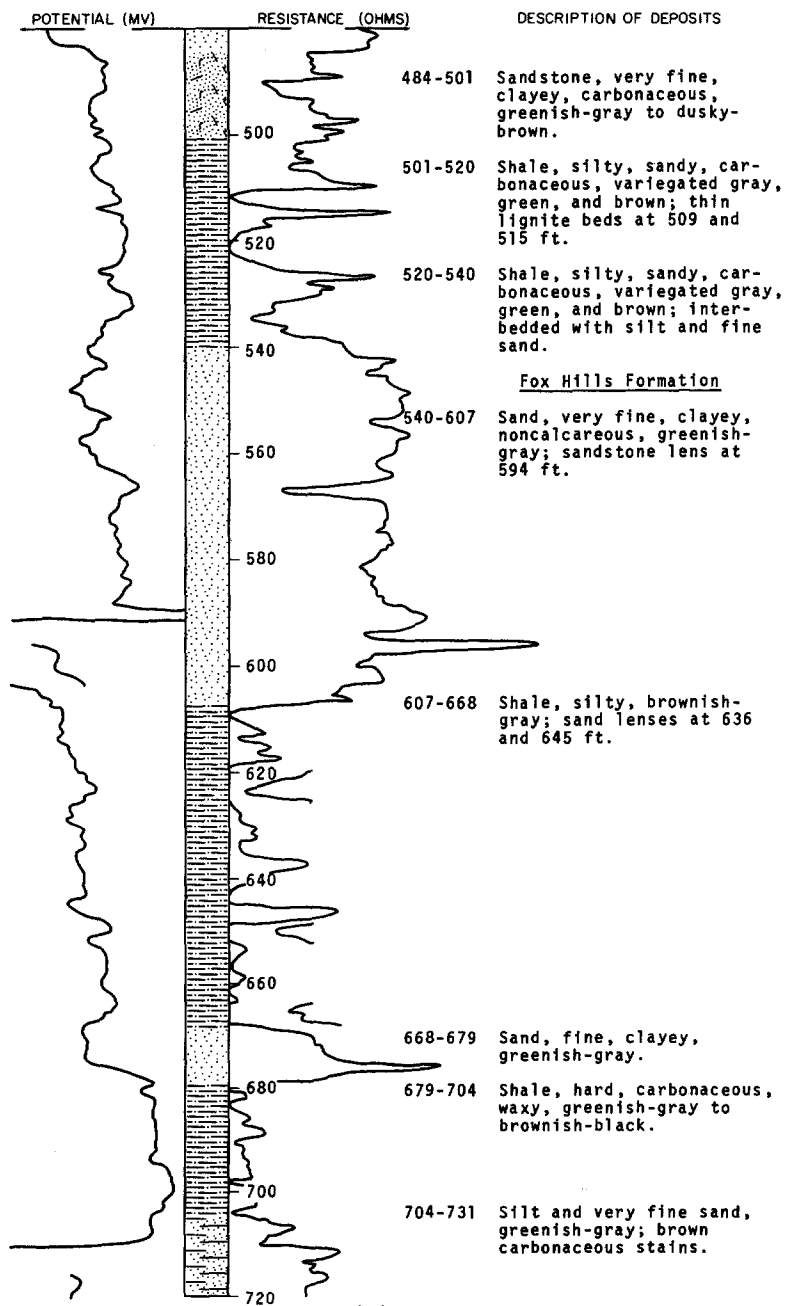 POTENTIAL (MV) RESISTANCE (OHMS) DESCRIPTION OF DEPOSITS
484-501 Sandstone, very fine,
clayey, carbonaceous,
greenish-gray to dusky-
brown.
500
501-520 Shale, silty, sandy, car-
bonaceous, variegated gray,
green, and brown; thin
lignite beds at 509 and
515 ft.
520
520-540 Shale, silty, sandy, car-
bonaceous, variegated gray,
green, and brown; inter-
bedded with silt and fine
sand.
540
Fox Hills Formation
540-607 Sand, very fine, clayey,
noncalcareous, greenish-
gray; sandstone lens at
594 ft.
560
580
600
607-668 Shale, silty, brownish-
gray; sand lenses at 636
and 645 ft.
620
640
660
668-679 Sand, fine, clayey,
greenish-gray.
680
679-704 Shale, hard, carbonaceous,
waxy, greenish-gray to
brownish-black.
700
704-731 Silt and very fine sand,
greenish-gray; brown
carbonaceous stains.
720